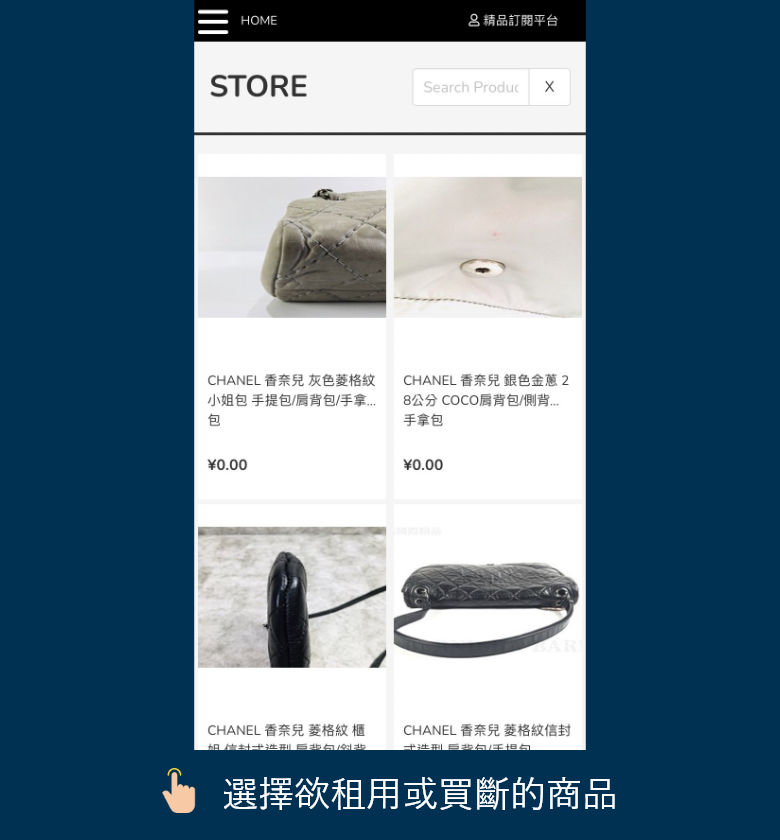 HOME
精品訂閱平台
STORE
Search Produc
X
CHANEL 香奈兒 灰色菱格紋
小姐包 手提包/肩背包/手拿...
包
¥0.00
CHANEL 香奈兒 銀色金蔥 2
8公分 COCO肩背包/側背...
手拿包
¥0.00
CHANEL 香奈兒 菱格紋 櫃
姐 信封式造型 肩背包/斜背
CHANEL 香奈兒 菱格紋信封
式造型 肩背包/手提包
選擇欲租用或買斷的商品